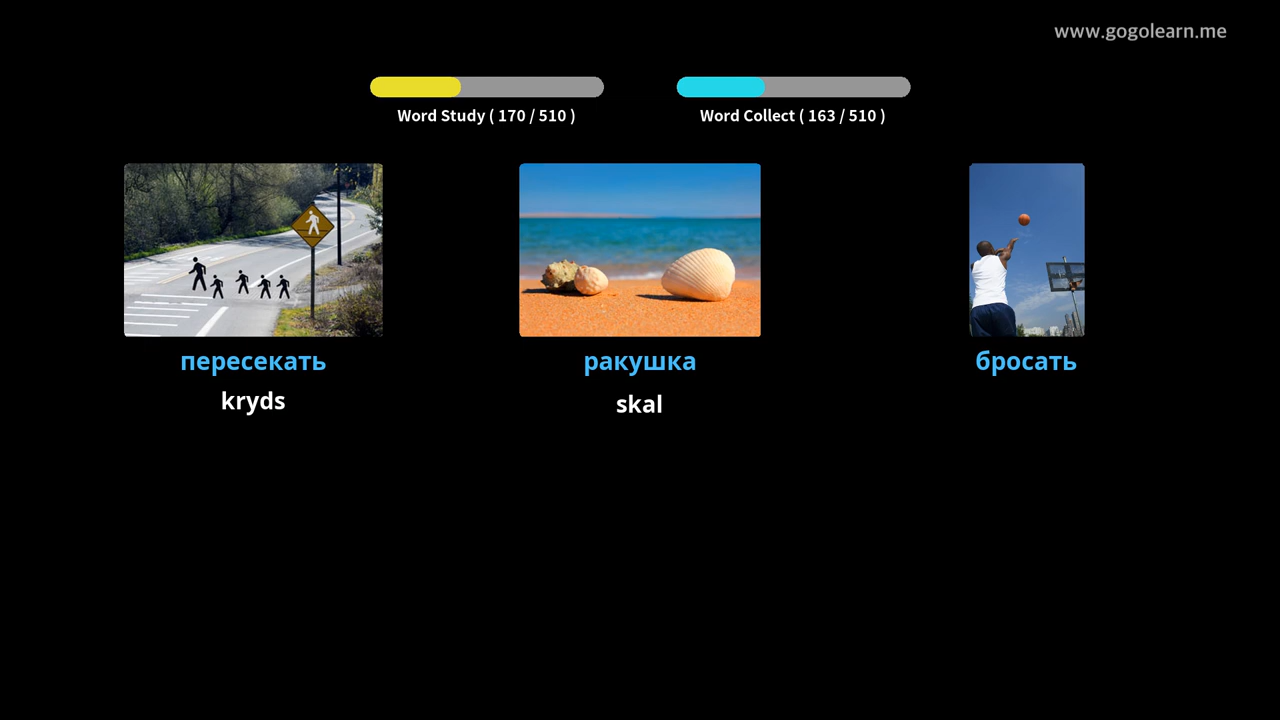 www.gogolearn.me
Word Study ( 170 / 510 )
Word Collect ( 163 / 510 )
пересекать
ракушка
бросать
kryds
skal